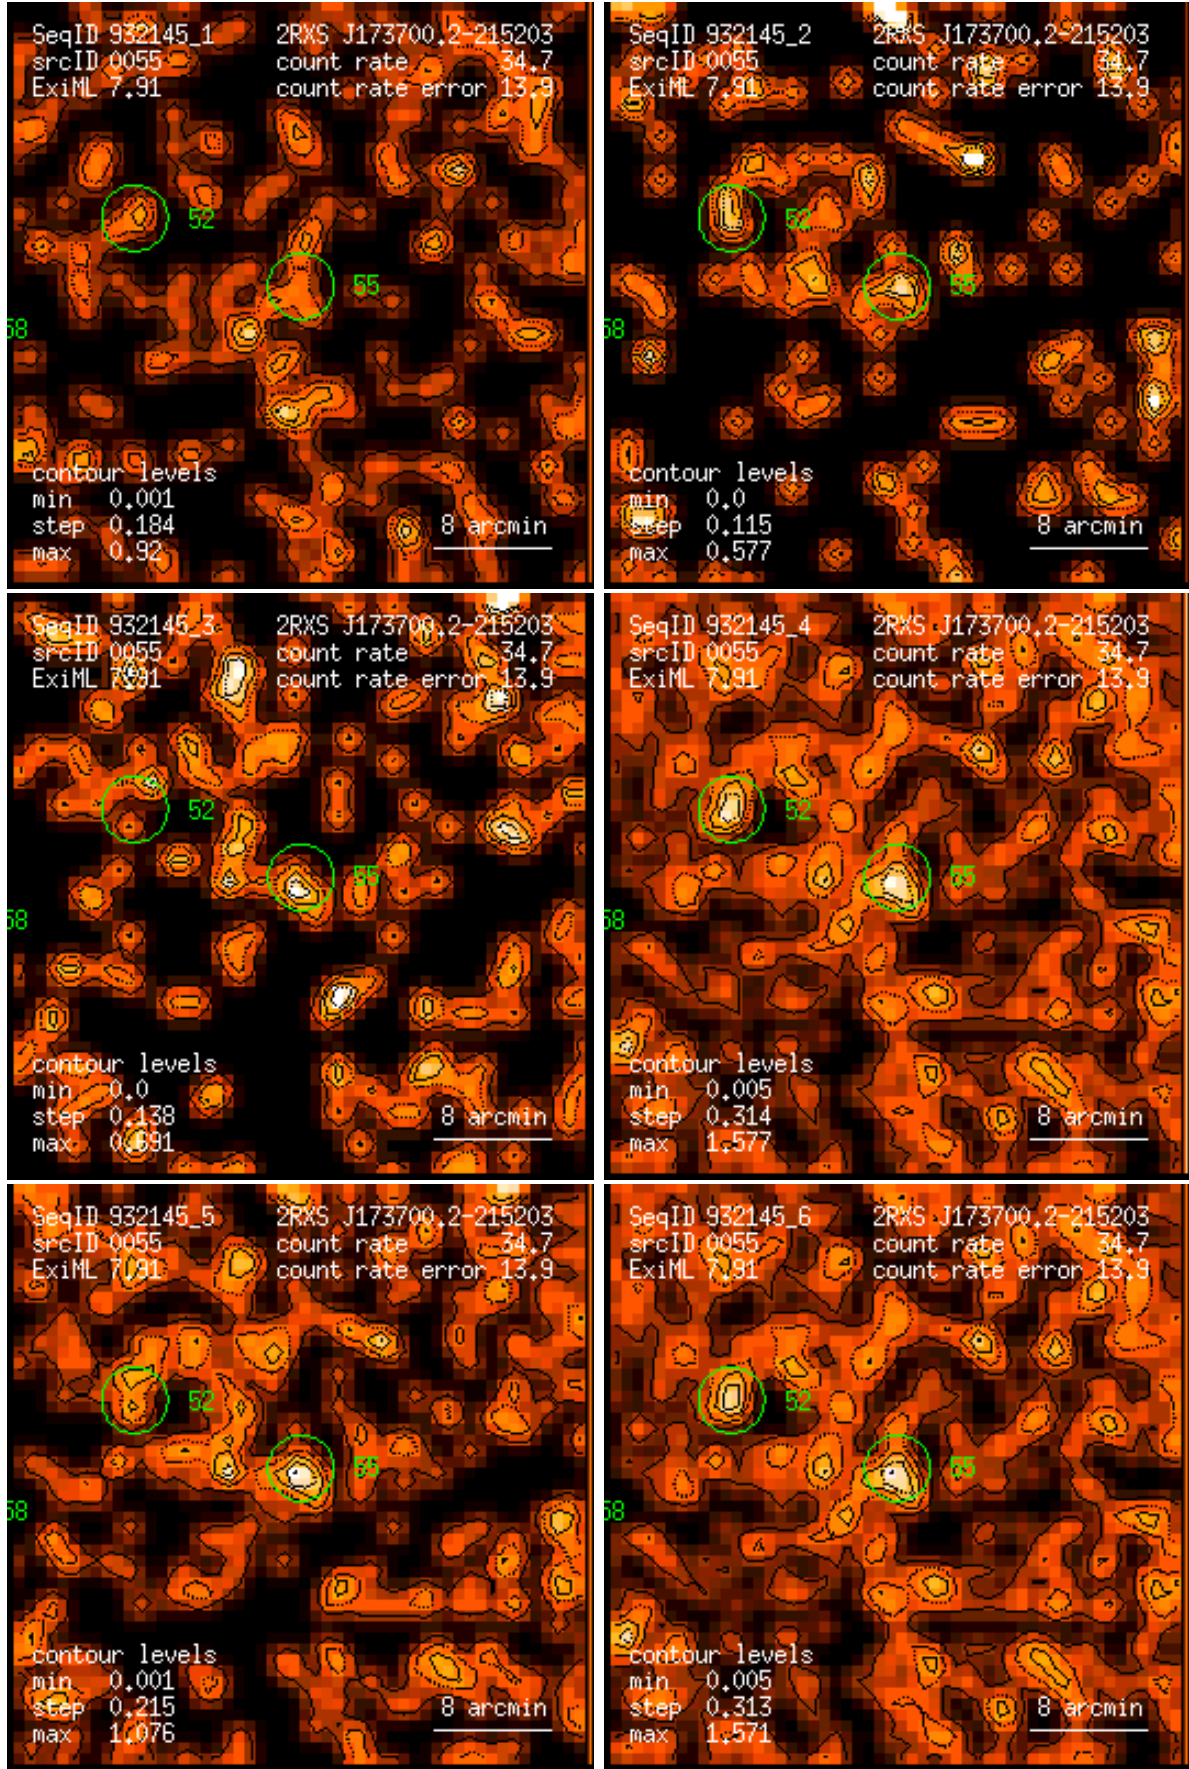 SeqID 932145_1 2RXS J173700.2-215203
srcID 0055 count rate 34.7
ExiML 7.91 count rate error 13.9
52
55
58
contour levels
min 0.001
step 0.184
max 0.92
8 arcmin
SeqID 932145_2 2RXS J173700.2-215203
srcID 0055 count rate 34.7
ExiML 7.91 count rate error 13.9
52
55
58
contour levels
min 0.0
step 0.115
max 0.577
8 arcmin
SeqID 932145_3 2RXS J173700.2-215203
srcID 0055 count rate 34.7
ExiML 7.91 count rate error 13.9
52
55
58
contour levels
min 0.0
step 0.138
max 0.691
8 arcmin
SeqID 932145_4 2RXS J173700.2-215203
srcID 0055 count rate 34.7
ExiML 7.91 count rate error 13.9
52
55
58
contour levels
min 0.005
step 0.314
max 1.577
8 arcmin
SeqID 932145_5 2RXS J173700.2-215203
srcID 0055 count rate 34.7
ExiML 7.91 count rate error 13.9
52
55
58
contour levels
min 0.001
step 0.215
max 1.076
8 arcmin
SeqID 932145_6 2RXS J173700.2-215203
srcID 0055 count rate 34.7
ExiML 7.91 count rate error 13.9
52
55
58
contour levels
min 0.005
step 0.313
max 1.571
8 arcmin